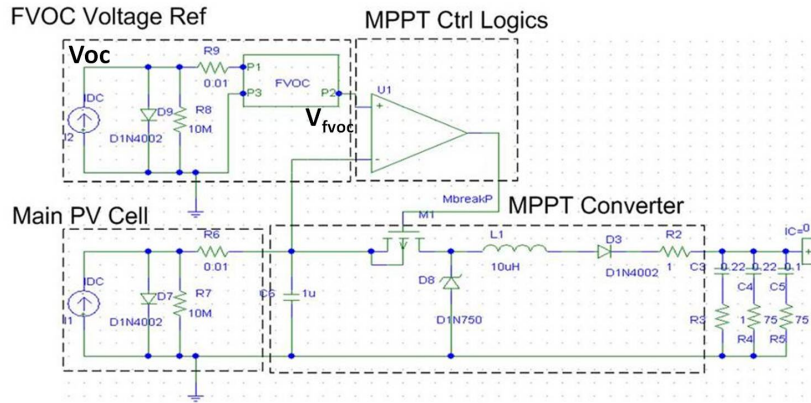 FVOC Voltage Ref
MPPT Ctrl Logics
Voc
R9
0.01
P1
FVOC
P3
P2
U1
IDC
I2
D9
D1N4002
R8
10M
Vfvoc
+
-
MbreakP
M1
Main PV Cell
MPPT Converter
R6
0.01
IDC
I1
D7
D1N4002
R7
10M
C6
1u
D8
D1N750
L1
10uH
D3
D1N4002
R2
1
IC=0
+
C3
0.22
C4
0.22
C5
0.1
R3
1
R4
75
R5
75